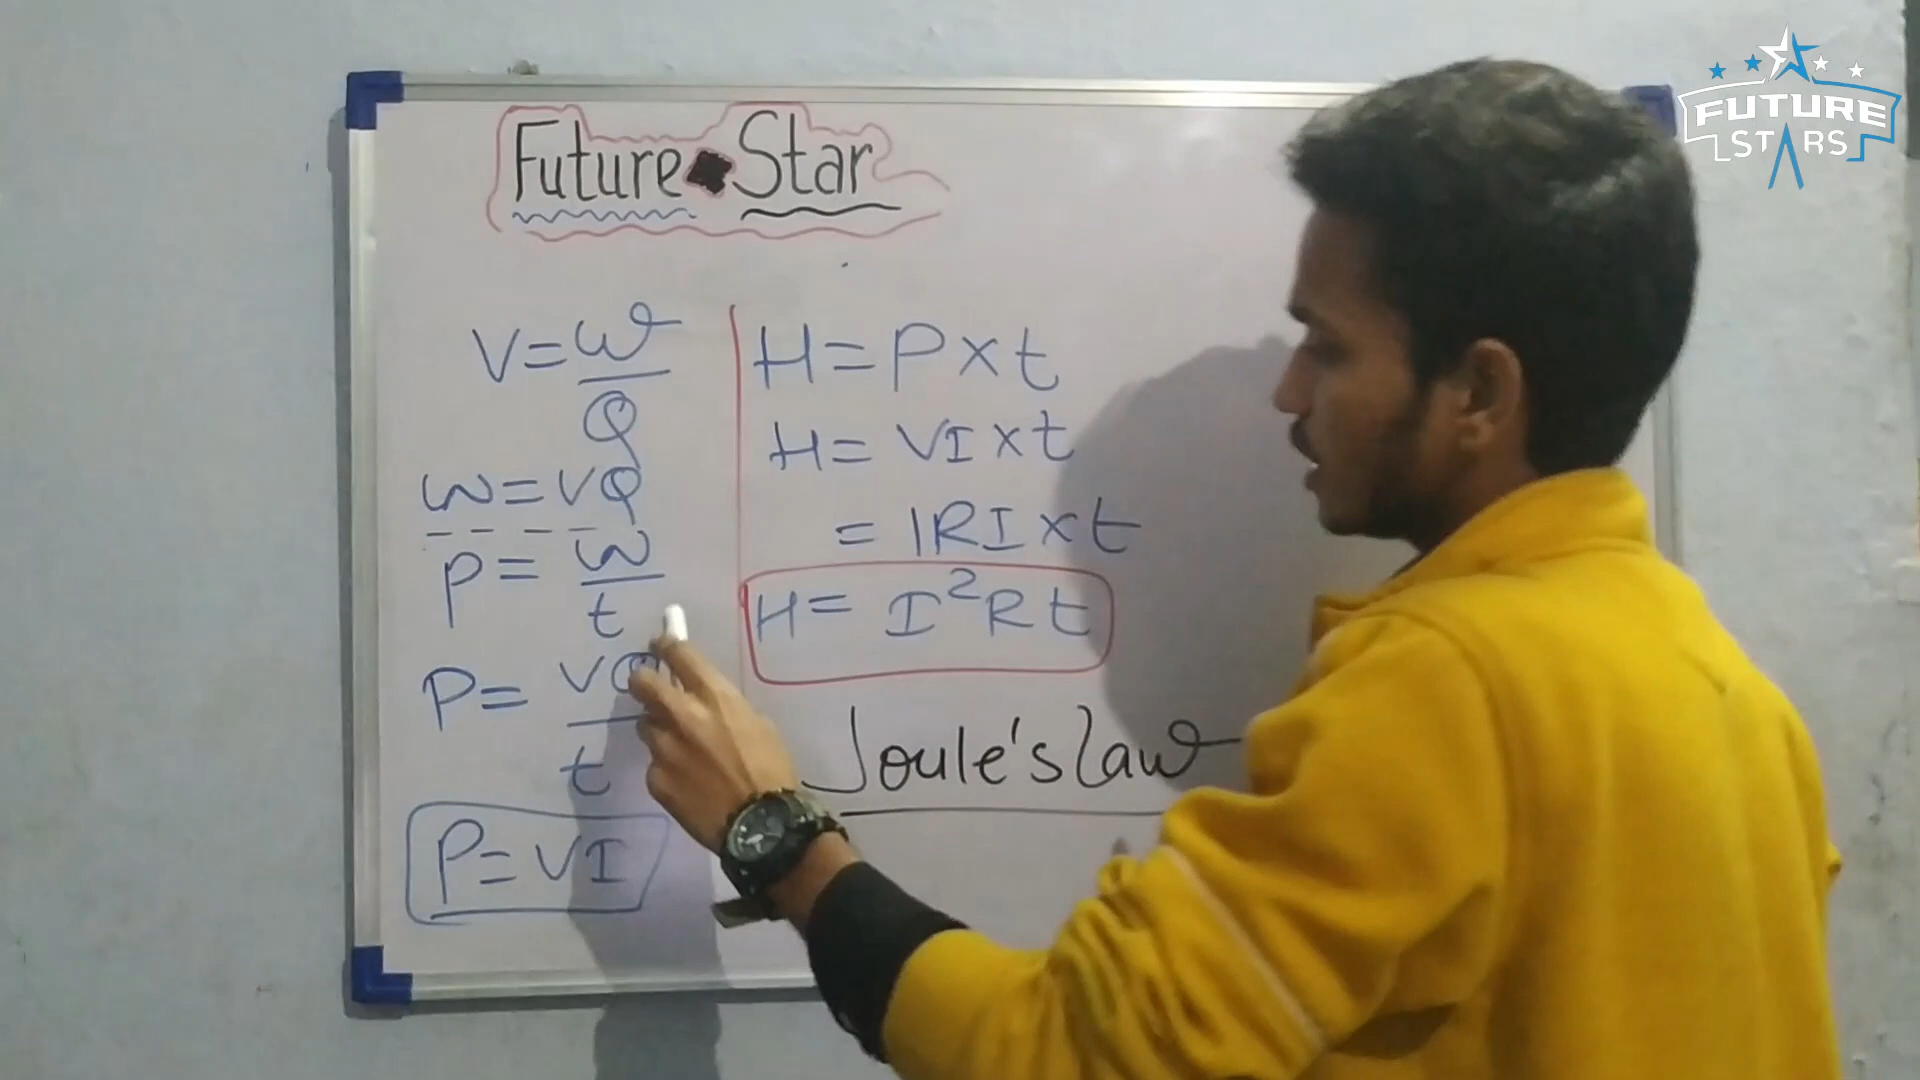 Future Star
V = W/Q
W = VQ
P = W/t
P = VQ/t
P = VI
H = P × t
H = VI × t
= IRI × t
H = I²Rt
Joule's law
FUTURE
STARS